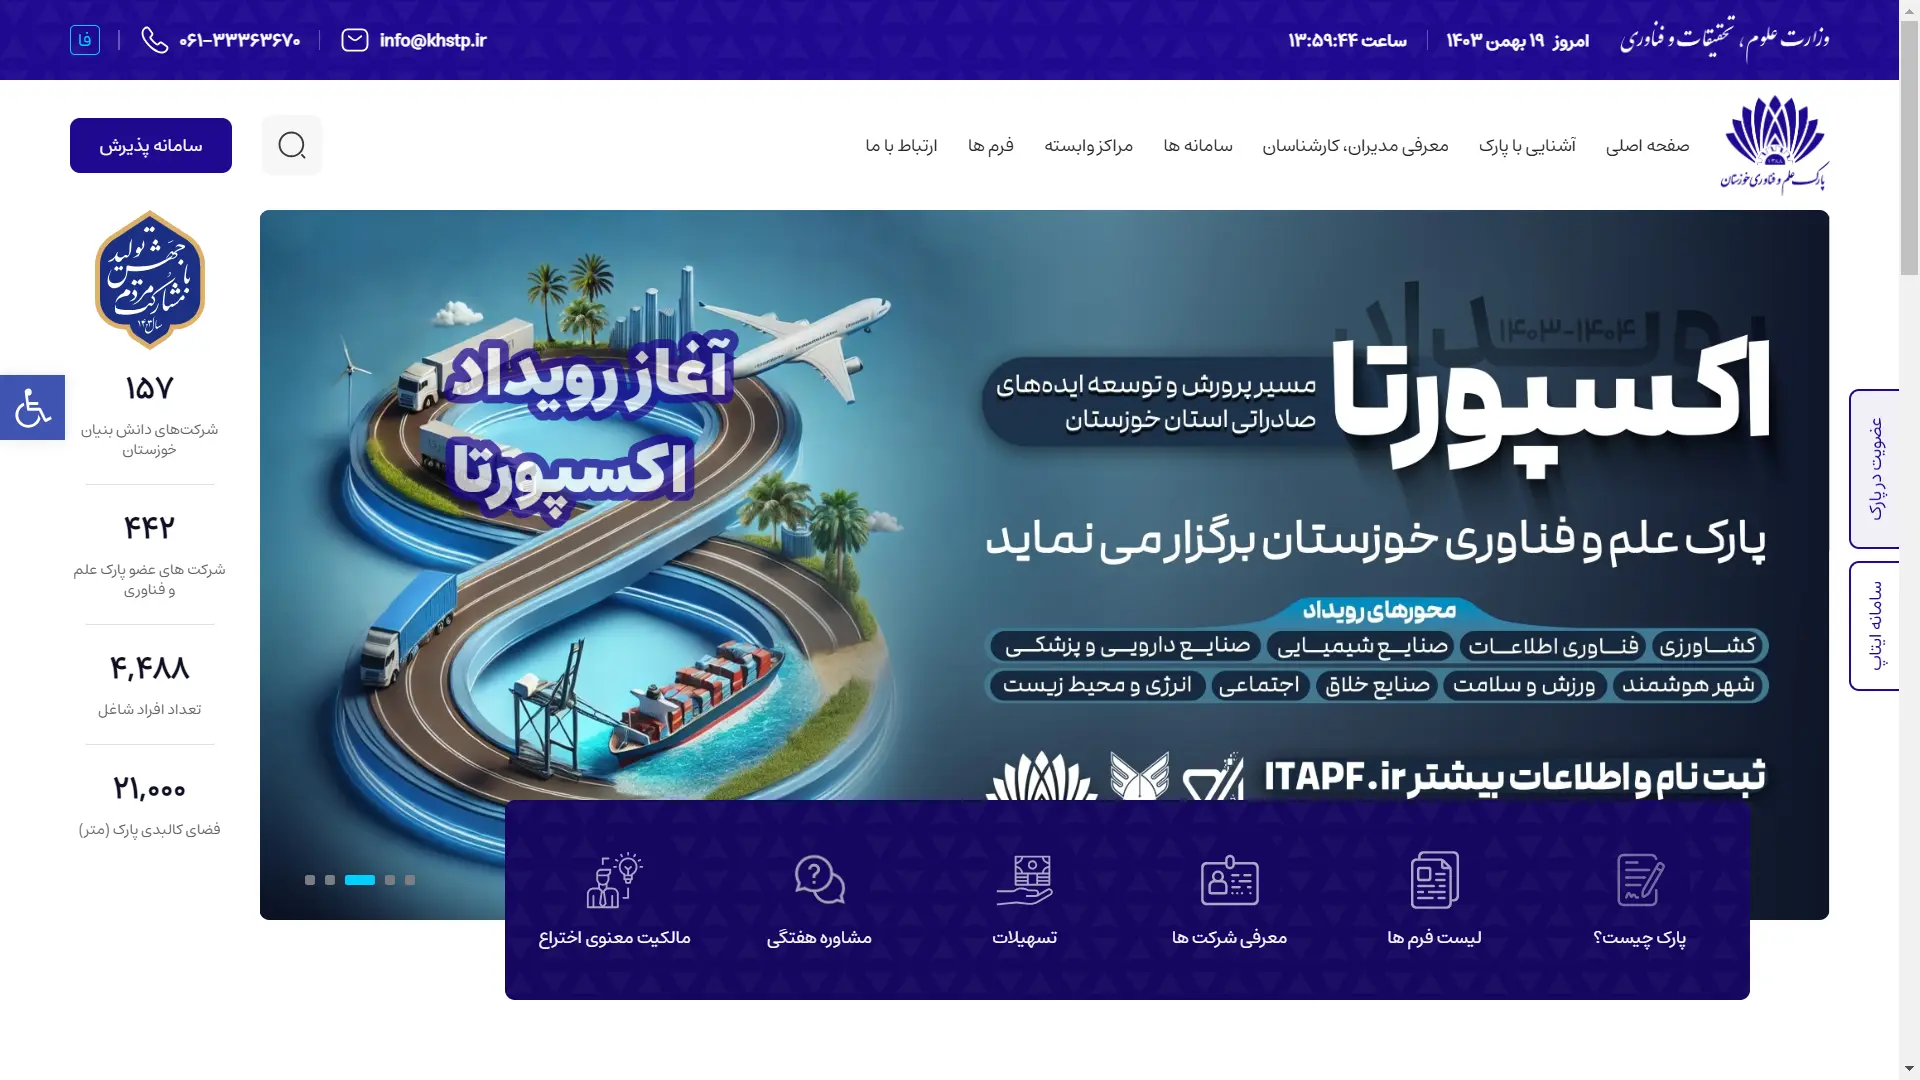 وزارت علوم، تحقیقات و فناوری
امروز ۱۹ بهمن ۱۴۰۳
ساعت ۱۳:۵۹:۴۴
info@khstp.ir
۰۶۱-۳۳۳۶۳۶۷۰
فا
پارک علم و فناوری خوزستان
۱۳۸۸
صفحه اصلی
آشنایی با پارک
معرفی مدیران، کارشناسان
سامانه ها
مراکز وابسته
فرم ها
ارتباط با ما
سامانه پذیرش
رویداد ملی
۱۴۰۳-۱۴۰۴
اکسپورتا
مسیر پرورش و توسعه ایده‌های
صادراتی استان خوزستان
پارک علم و فناوری خوزستان برگزار می نماید
محورهای رویداد
کشاورزی
فناوری اطلاعات
صنایع شیمیایی
صنایع دارویی و پزشکی
شهر هوشمند
ورزش و سلامت
صنایع خلاق
اجتماعی
انرژی و محیط زیست
ثبت نام و اطلاعات بیشتر ITAPF.ir
آغاز رویداد
اکسپورتا
جهش تولید
با مشارکت مردم
سال ۱۴۰۳
۱۵۷
شرکت‌های دانش بنیان
خوزستان
۴۴۲
شرکت های عضو پارک علم
و فناوری
۴,۴۸۸
تعداد افراد شاغل
۲۱,۰۰۰
فضای کالبدی پارک (متر)
عضویت در پارک
سامانه ایتاپ
پارک چیست؟
لیست فرم ها
معرفی شرکت ها
تسهیلات
مشاوره هفتگی
مالکیت معنوی اختراع